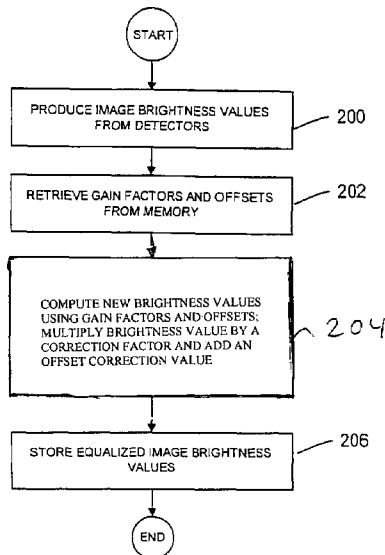 START
PRODUCE IMAGE BRIGHTNESS VALUES
FROM DETECTORS
200
RETRIEVE GAIN FACTORS AND OFFSETS
FROM MEMORY
202
COMPUTE NEW BRIGHTNESS VALUES
USING GAIN FACTORS AND OFFSETS;
MULTIPLY BRIGHTNESS VALUE BY A
CORRECTION FACTOR AND ADD AN
OFFSET CORRECTION VALUE
204
STORE EQUALIZED IMAGE BRIGHTNESS
VALUES
206
END